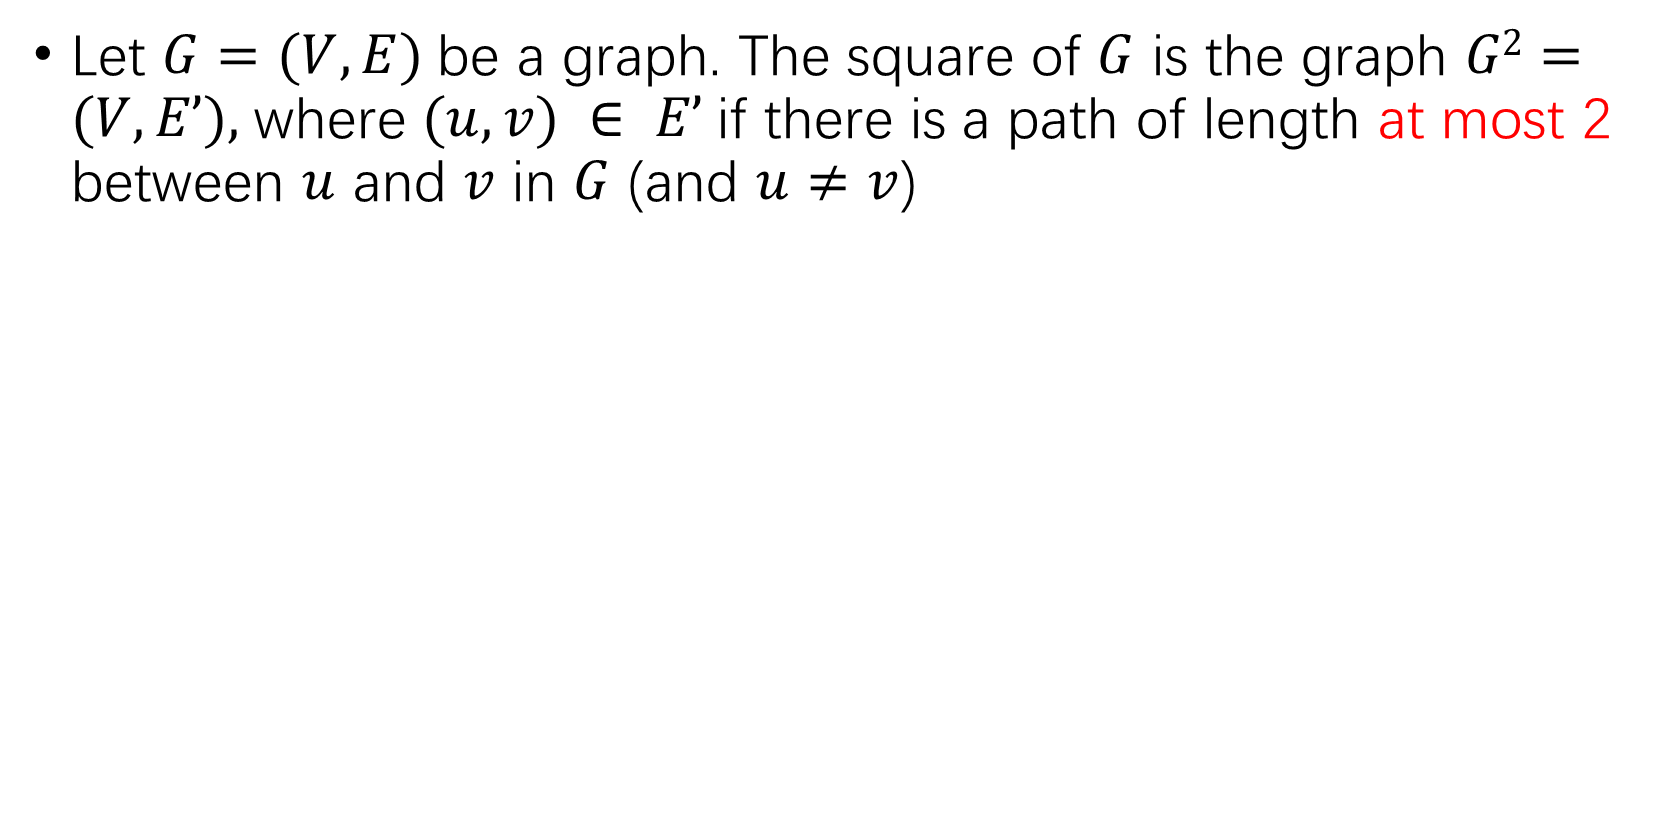 • Let 𝐺 = (𝑉, 𝐸) be a graph. The square of 𝐺 is the graph 𝐺² =
(𝑉, 𝐸’), where (𝑢, 𝑣) ∈ 𝐸’ if there is a path of length at most 2
between 𝑢 and 𝑣 in 𝐺 (and 𝑢 ≠ 𝑣)